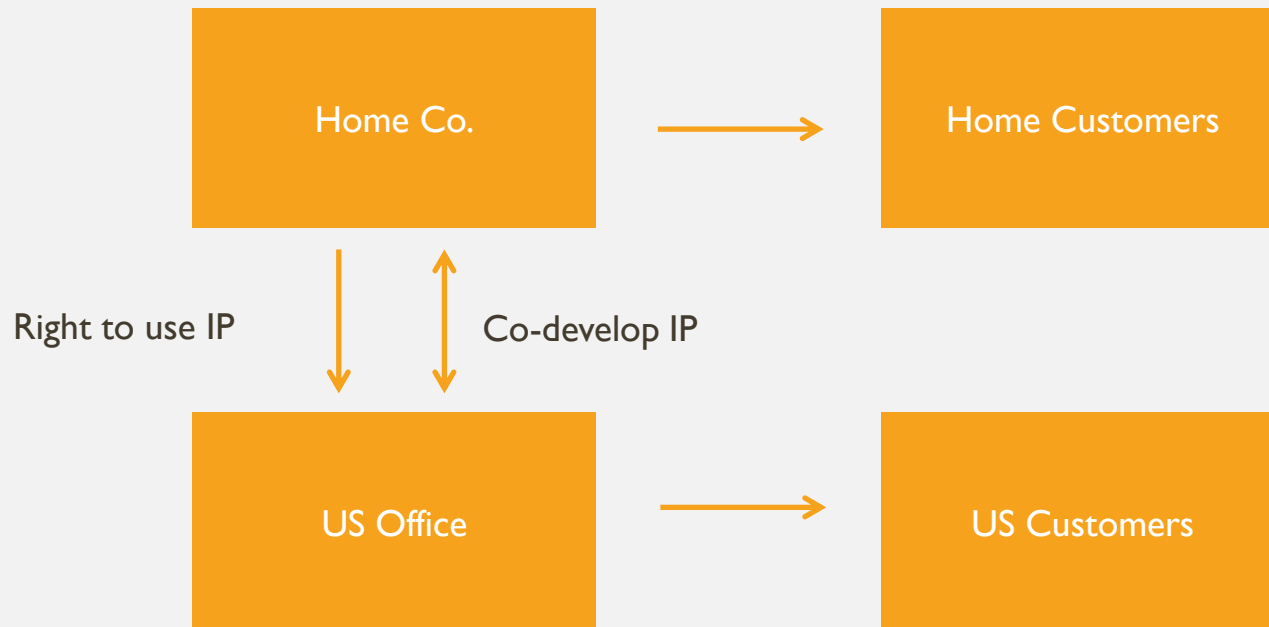 Home Co.
Home Customers
Right to use IP
Co-develop IP
US Office
US Customers